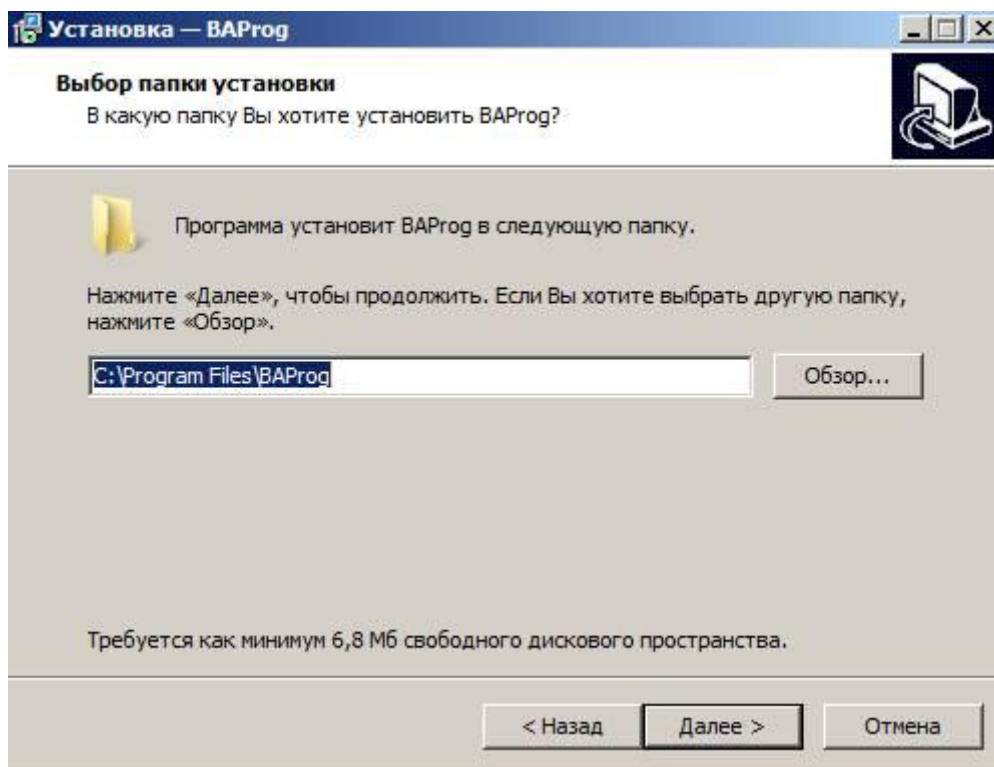 Установка — BAProg
Выбор папки установки
В какую папку Вы хотите установить BAProg?
Программа установит BAProg в следующую папку.
Нажмите «Далее», чтобы продолжить. Если Вы хотите выбрать другую папку,
нажмите «Обзор».
C:\Program Files\BAProg
Обзор...
Требуется как минимум 6,8 Мб свободного дискового пространства.
< Назад
Далее >
Отмена